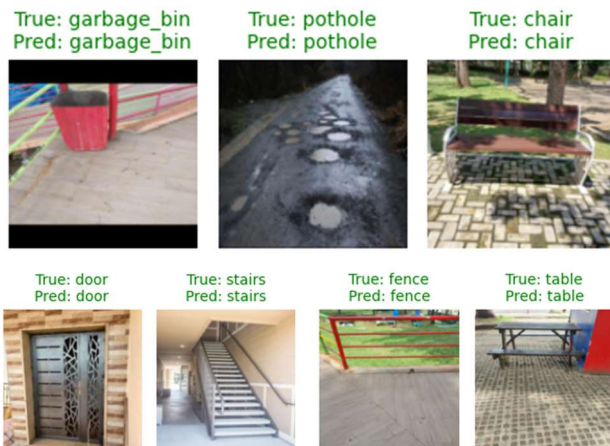 True: garbage_bin
Pred: garbage_bin
True: pothole
Pred: pothole
True: chair
Pred: chair
True: door
Pred: door
True: stairs
Pred: stairs
True: fence
Pred: fence
True: table
Pred: table